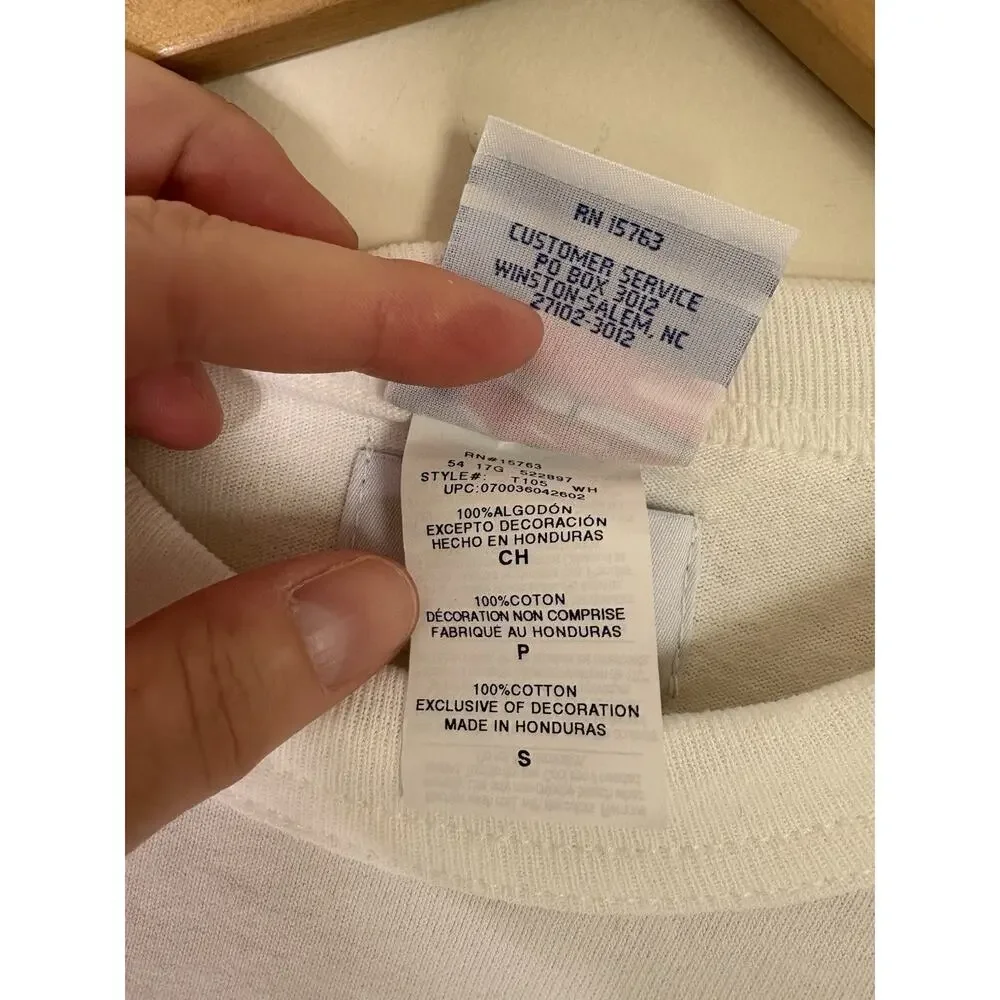 RN 15763
CUSTOMER SERVICE
PO BOX 3012
WINSTON-SALEM, NC
27102-3012
RN#15763
54 17G 522897
STYLE#: T105 WH
UPC:070036042602
100%ALGODÓN
EXCEPTO DECORACIÓN
HECHO EN HONDURAS
CH
100%COTON
DÉCORATION NON COMPRISE
FABRIQUÉ AU HONDURAS
P
100%COTTON
EXCLUSIVE OF DECORATION
MADE IN HONDURAS
S